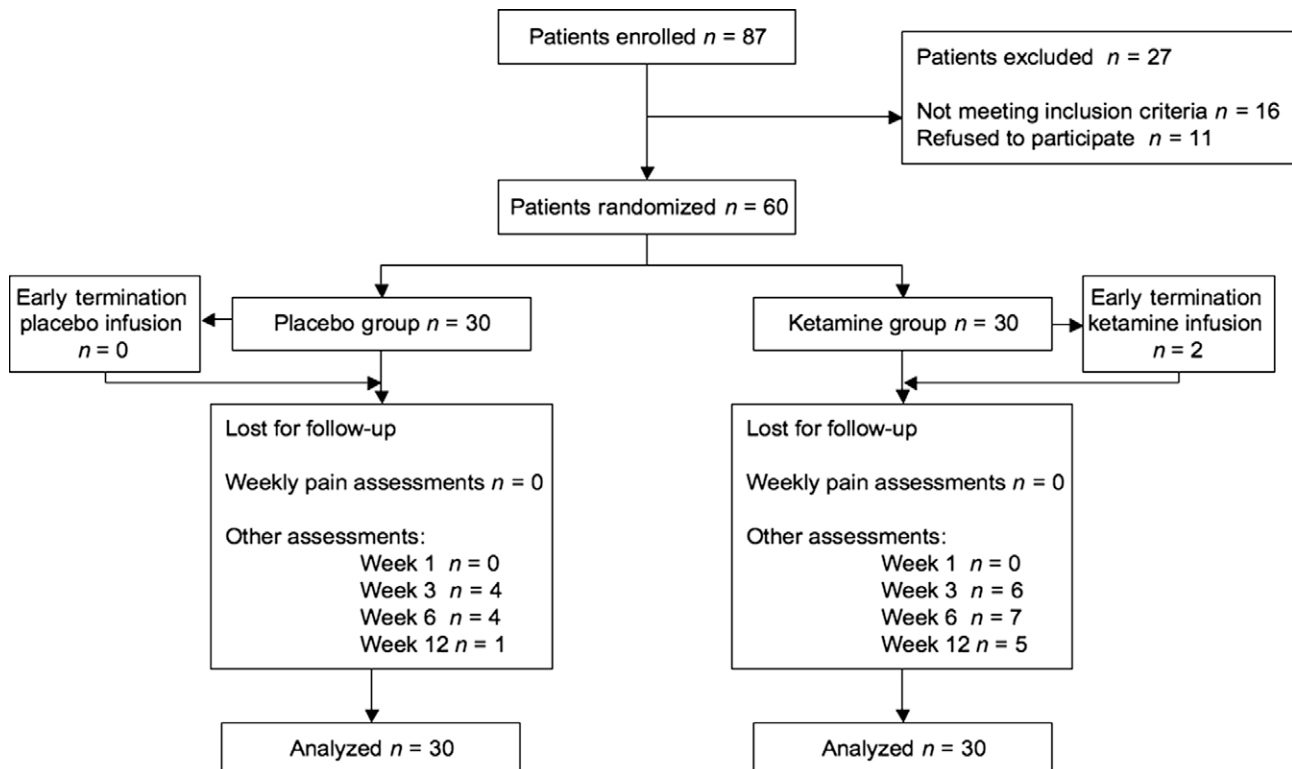 Patients enrolled n = 87
Patients excluded n = 27
Not meeting inclusion criteria n = 16
Refused to participate n = 11
Patients randomized n = 60
Early termination
placebo infusion
n = 0
Placebo group n = 30
Ketamine group n = 30
Early termination
ketamine infusion
n = 2
Lost for follow-up
Weekly pain assessments n = 0
Other assessments:
Week 1 n = 0
Week 3 n = 4
Week 6 n = 4
Week 12 n = 1
Lost for follow-up
Weekly pain assessments n = 0
Other assessments:
Week 1 n = 0
Week 3 n = 6
Week 6 n = 7
Week 12 n = 5
Analyzed n = 30
Analyzed n = 30